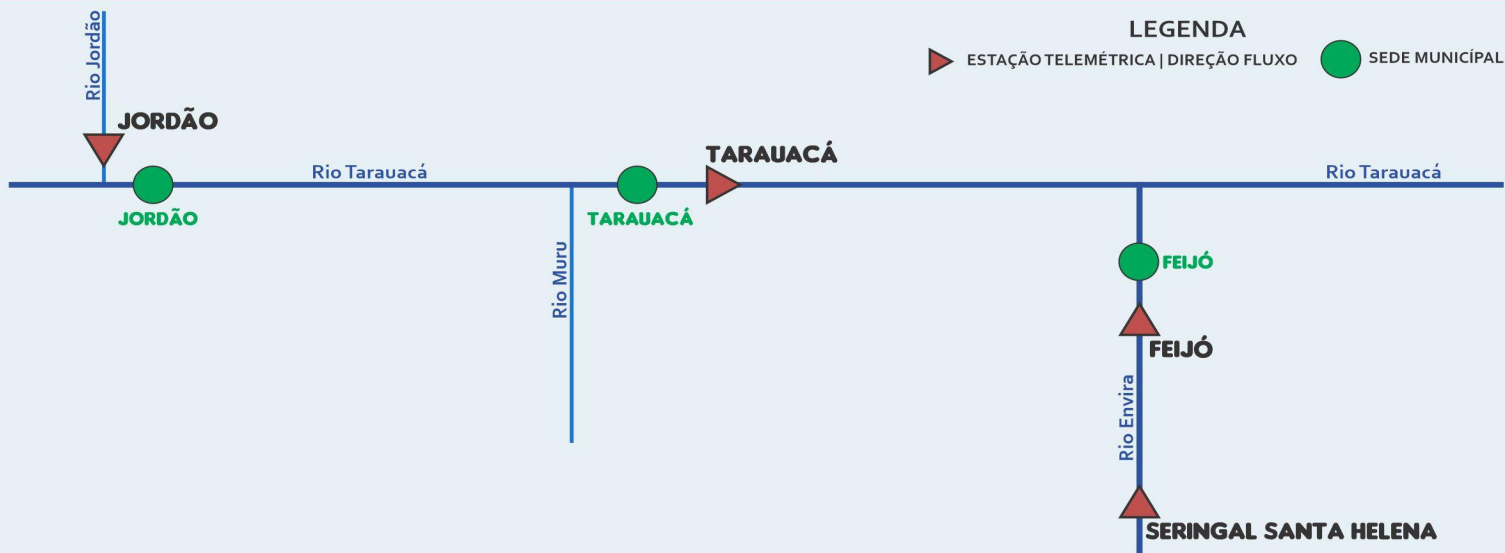 LEGENDA
ESTAÇÃO TELEMÉTRICA | DIREÇÃO FLUXO
SEDE MUNICÍPAL
Rio Jordão
JORDÃO
JORDÃO
Rio Tarauacá
Rio Muru
TARAUACÁ
TARAUACÁ
Rio Tarauacá
FEIJÓ
FEIJÓ
Rio Envira
SERINGAL SANTA HELENA